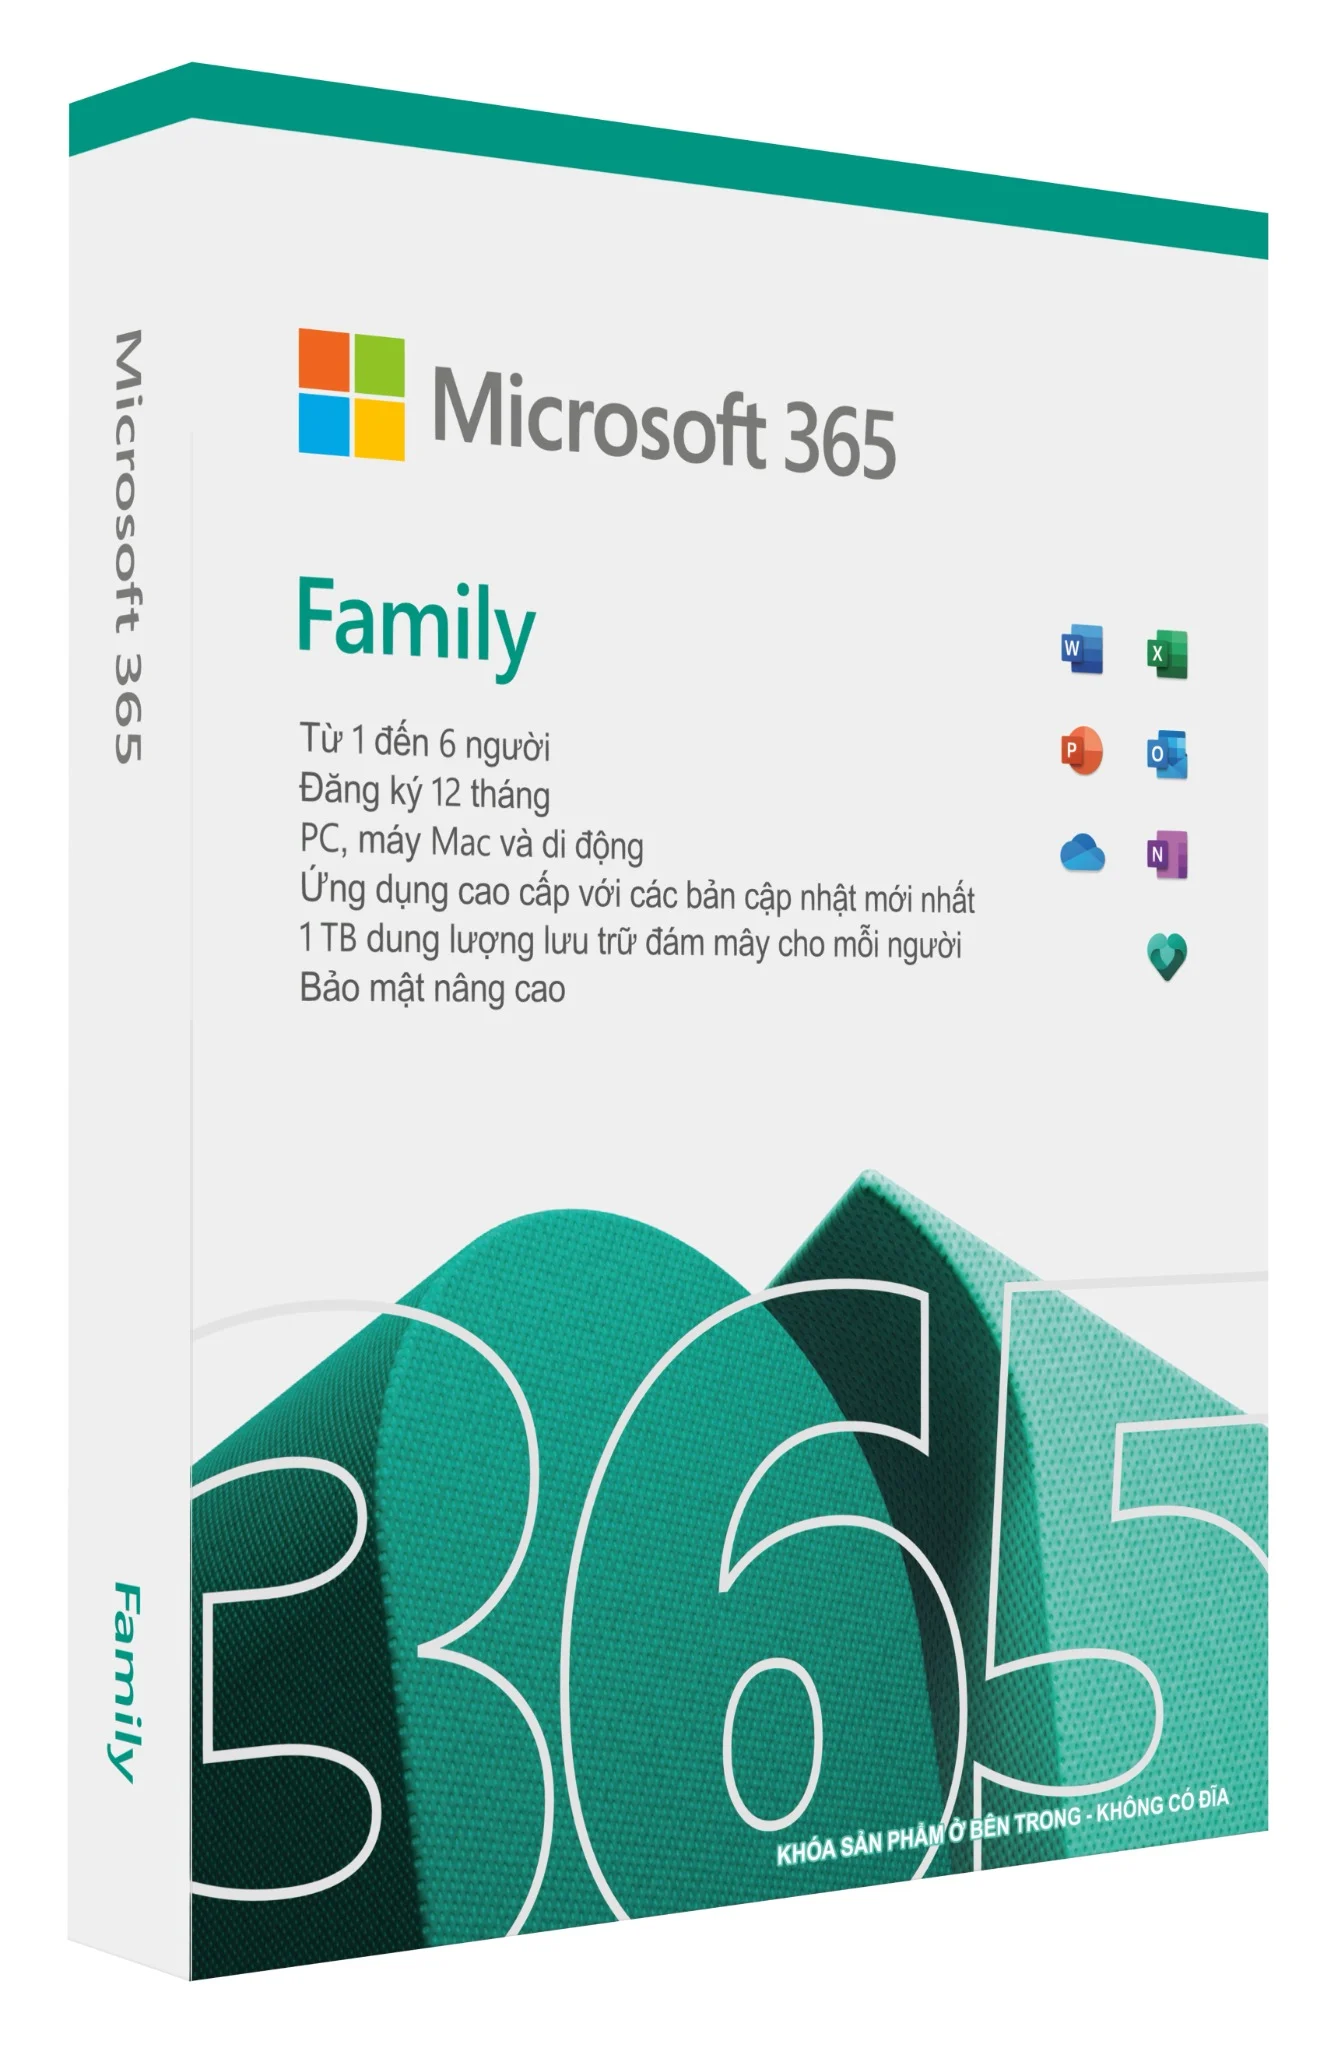 Microsoft 365
Family
Microsoft 365
Family
Từ 1 đến 6 người
Đăng ký 12 tháng
PC, máy Mac và di động
Ứng dụng cao cấp với các bản cập nhật mới nhất
1 TB dung lượng lưu trữ đám mây cho mỗi người
Bảo mật nâng cao
W
X
P
O
N
365
KHÓA SẢN PHẨM Ở BÊN TRONG - KHÔNG CÓ ĐĨA